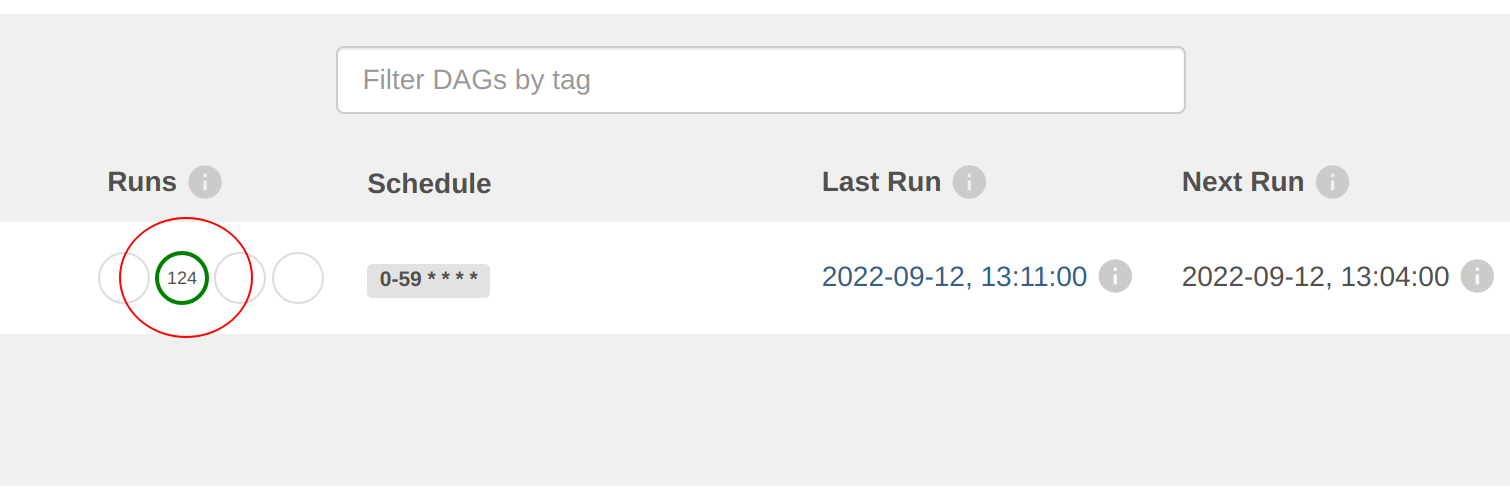 Filter DAGs by tag
Runs Schedule Last Run Next Run
124 0-59 * * * * 2022-09-12, 13:11:00 2022-09-12, 13:04:00